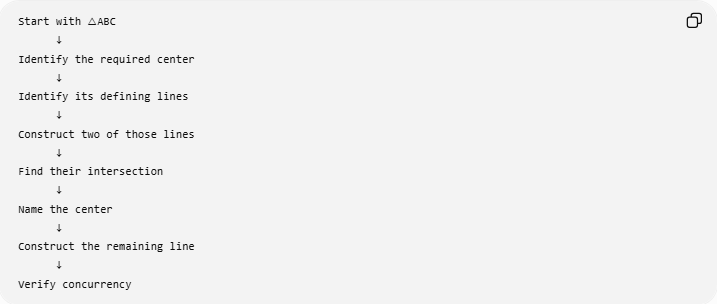 Start with △ABC
↓
Identify the required center
↓
Identify its defining lines
↓
Construct two of those lines
↓
Find their intersection
↓
Name the center
↓
Construct the remaining line
↓
Verify concurrency